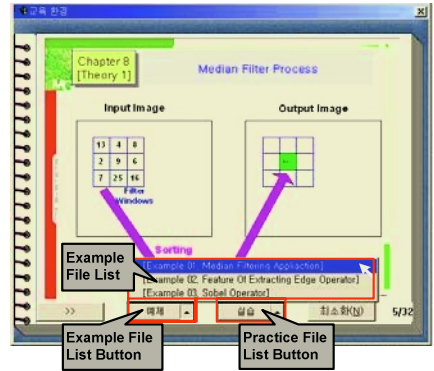 교육 환경
Chapter 8
[Theory 1]
Median Filter Process
Input Image
Output Image
13 4 8
2 9 6
7 25 16
Filter
Windows
Sorting
Example
File List
[Example 01. Median Filtering Appliaction]
[Example 02. Feature Of Extracting Edge Operator]
[Example 03. Sobel Operator]
>>
예제
실습
최소화(N)
5/32
Example File
List Button
Practice File
List Button